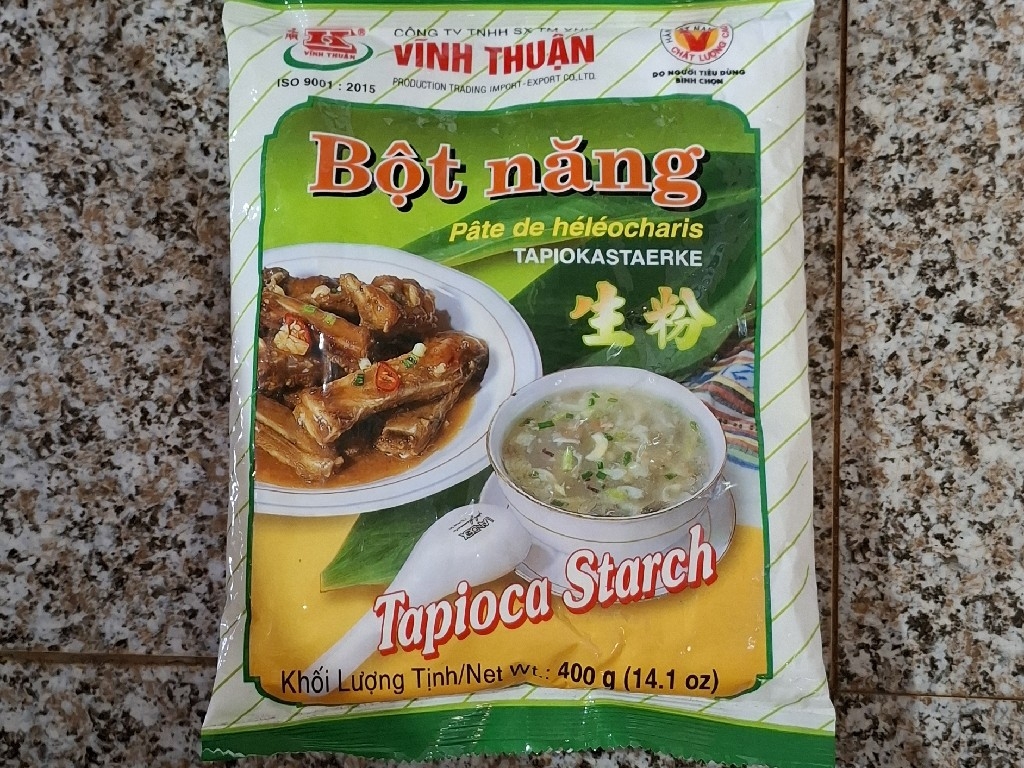 VĨNH THUẬN
ISO 9001 : 2015
CÔNG TY TNHH SX TM
VĨNH THUẬN
PRODUCTION TRADING IMPORT-EXPORT CO.,LTD.
CHẤT LƯỢNG
DO NGƯỜI TIÊU DÙNG
BÌNH CHỌN
Bột năng
Pâte de héléocharis
TAPIOKASTAERKE
生粉
Tapioca Starch
Khối Lượng Tịnh/Net Wt.: 400 g (14.1 oz)